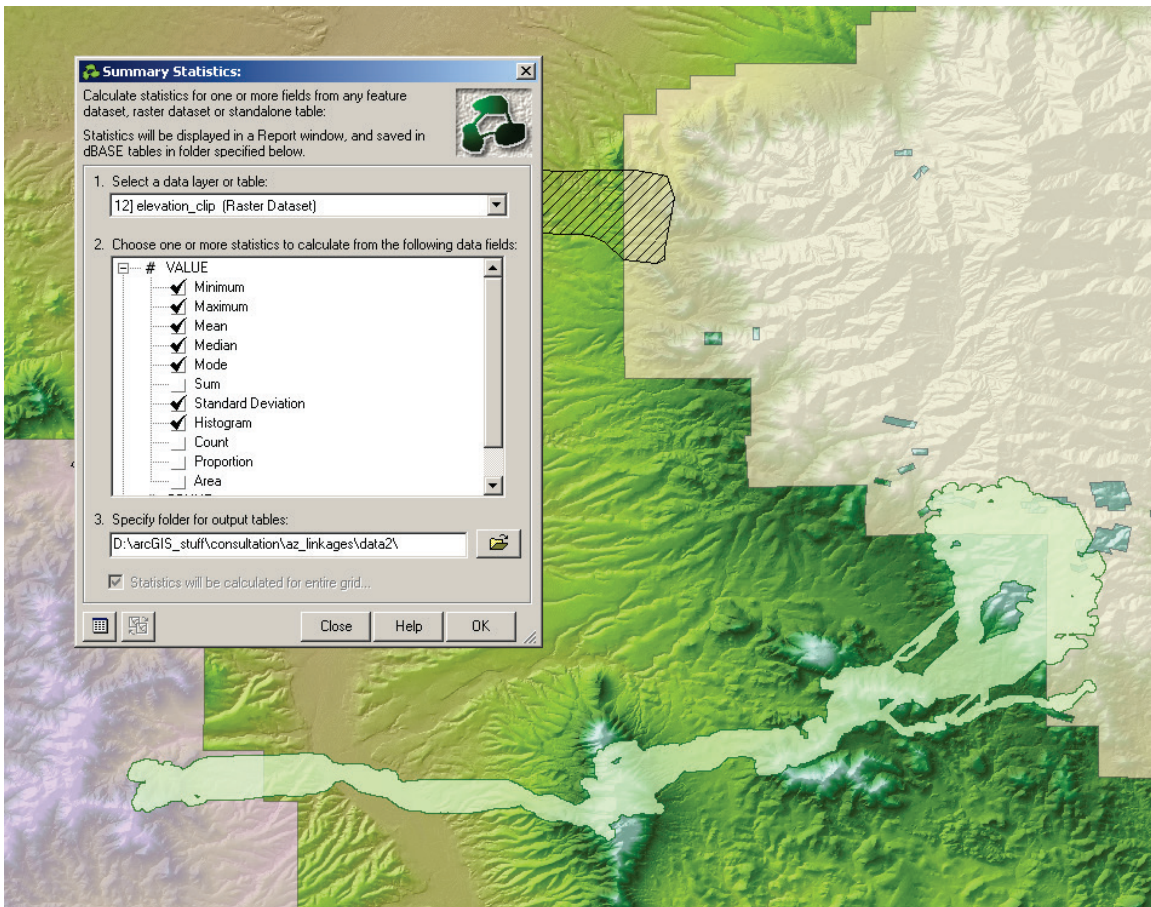 Summary Statistics:
Calculate statistics for one or more fields from any feature
dataset, raster dataset or standalone table:
Statistics will be displayed in a Report window, and saved in
dBASE tables in folder specified below.
1. Select a data layer or table:
12] elevation_clip (Raster Dataset)
2. Choose one or more statistics to calculate from the following data fields:
# VALUE
Minimum
Maximum
Mean
Median
Mode
Sum
Standard Deviation
Histogram
Count
Proportion
Area
3. Specify folder for output tables:
D:\arcGIS_stuff\consultation\az_linkages\data2\
Statistics will be calculated for entire grid...
Close Help OK